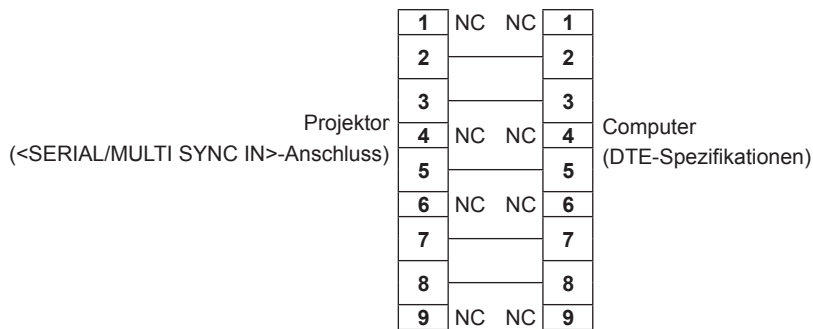 1 NC NC 1
2 2
3 3
Projektor
(<SERIAL/MULTI SYNC IN>-Anschluss)
4 NC NC 4
Computer
(DTE-Spezifikationen)
5 5
6 NC NC 6
7 7
8 8
9 NC NC 9